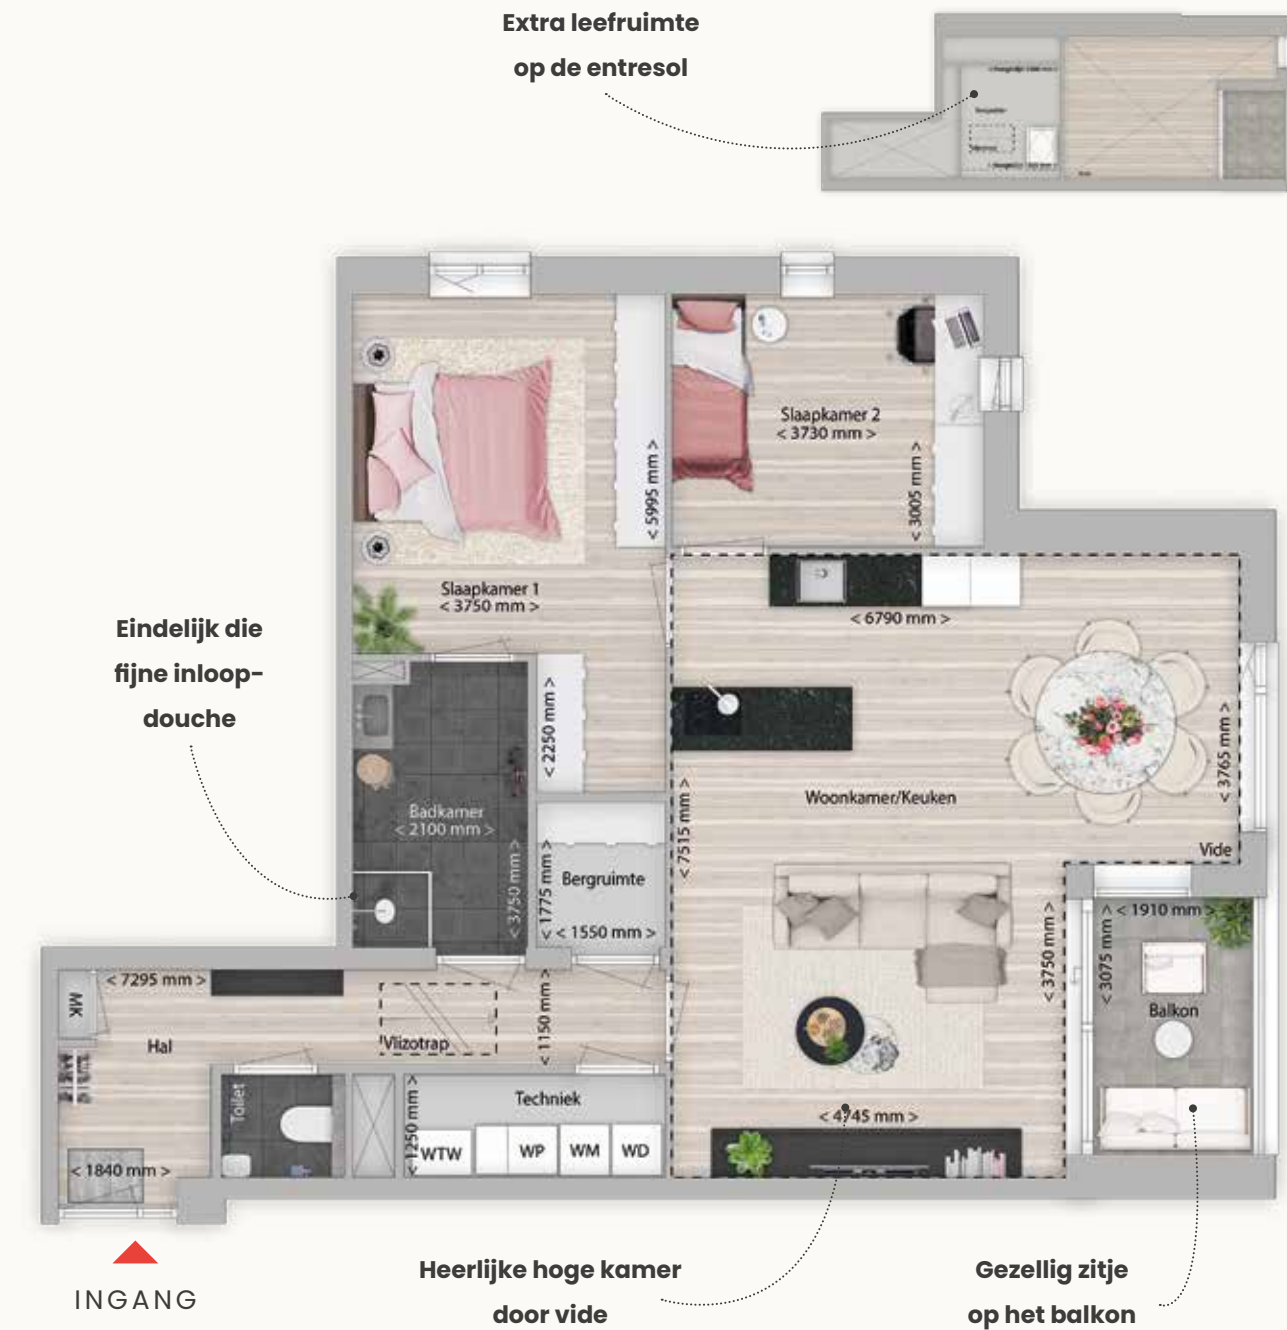 Extra leefruimte
op de entresol
Slaapkamer 2
< 3730 mm >
< 5995 mm >
< 3005 mm >
Slaapkamer 1
< 3750 mm >
< 6790 mm >
Eindelijk die
fijne inloop-
douche
< 2250 mm >
< 3765 mm >
Woonkamer/Keuken
Badkamer
< 2100 mm >
< 7515 mm >
Vide
< 3750 mm >
< 1775 mm >
Bergruimte
< 1550 mm >
< 1910 mm >
< 3750 mm >
< 3075 mm >
< 7295 mm >
MK
Balkon
< 1150 mm >
Hal
Vlizotrap
Toilet
Techniek
< 1250 mm >
< 4745 mm >
WTW
WP
WM
WD
< 1840 mm >
INGANG
Heerlijke hoge kamer
door vide
Gezellig zitje
op het balkon